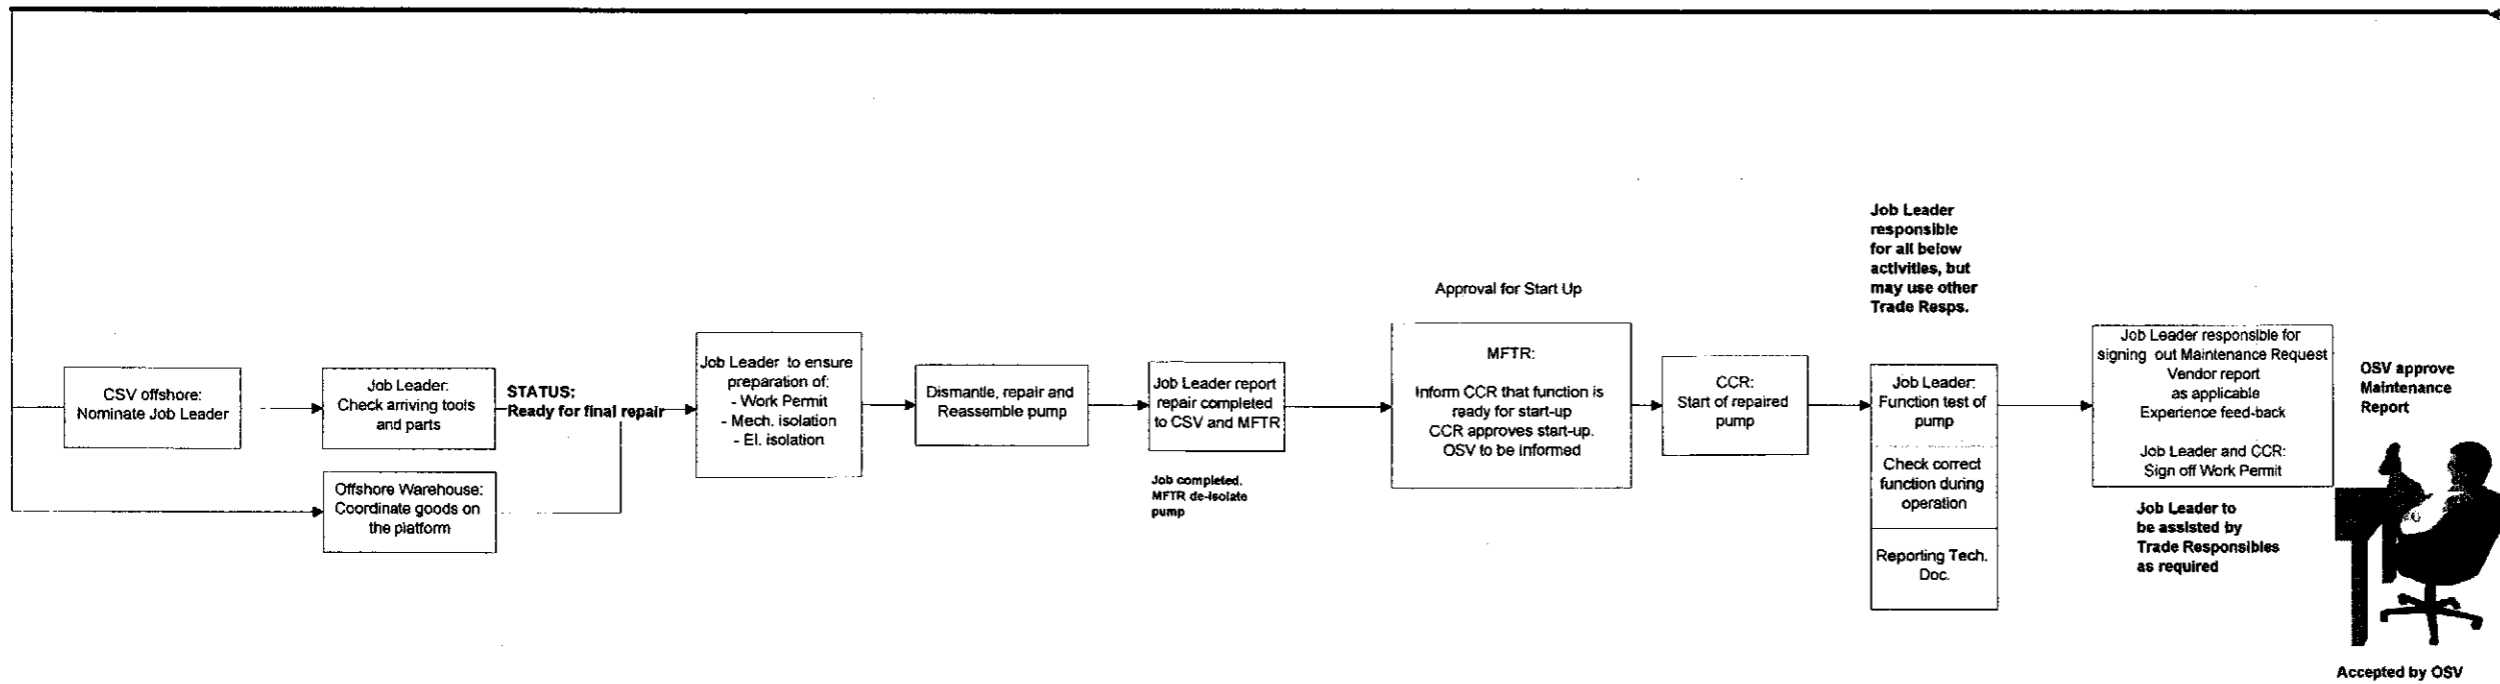 CSV offshore:
Nominate Job Leader
Job Leader:
Check arriving tools
and parts
STATUS:
Ready for final repair
Offshore Warehouse:
Coordinate goods on
the platform
Job Leader to ensure
preparation of:
- Work Permit
- Mech. isolation
- El. isolation
Dismantle, repair and
Reassemble pump
Job Leader report
repair completed
to CSV and MFTR
Job completed.
MFTR de-isolate
pump
Approval for Start Up
MFTR:
Inform CCR that function is
ready for start-up
CCR approves start-up.
OSV to be informed
CCR:
Start of repaired
pump
Job Leader
responsible
for all below
activities, but
may use other
Trade Resps.
Job Leader:
Function test of
pump
Check correct
function during
operation
Reporting Tech.
Doc.
Job Leader responsible for
signing out Maintenance Request
Vendor report
as applicable
Experience feed-back
Job Leader and CCR:
Sign off Work Permit
Job Leader to
be assisted by
Trade Responsibles
as required
OSV approve
Maintenance
Report
Accepted by OSV